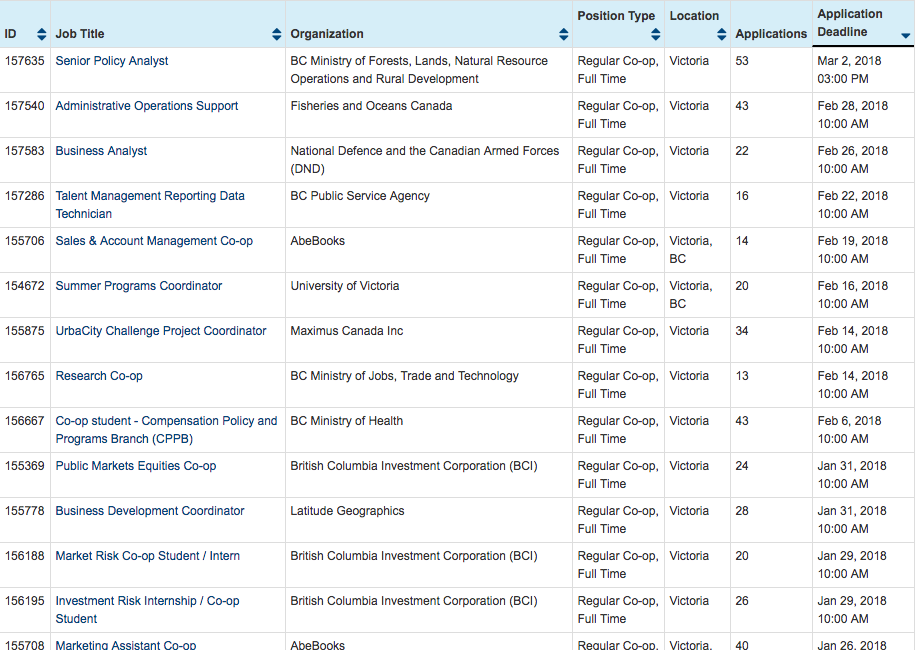 ID Job Title Organization Position Type Location Applications Application Deadline
157635 Senior Policy Analyst BC Ministry of Forests, Lands, Natural Resource Regular Co-op, Victoria 53 Mar 2, 2018
Operations and Rural Development Full Time 03:00 PM
157540 Administrative Operations Support Fisheries and Oceans Canada Regular Co-op, Victoria 43 Feb 28, 2018
Full Time 10:00 AM
157583 Business Analyst National Defence and the Canadian Armed Forces Regular Co-op, Victoria 22 Feb 26, 2018
(DND) Full Time 10:00 AM
157286 Talent Management Reporting Data BC Public Service Agency Regular Co-op, Victoria 16 Feb 22, 2018
Technician Full Time 10:00 AM
155706 Sales & Account Management Co-op AbeBooks Regular Co-op, Victoria, 14 Feb 19, 2018
Full Time BC 10:00 AM
154672 Summer Programs Coordinator University of Victoria Regular Co-op, Victoria, 20 Feb 16, 2018
Full Time BC 10:00 AM
155875 UrbaCity Challenge Project Coordinator Maximus Canada Inc Regular Co-op, Victoria 34 Feb 14, 2018
Full Time 10:00 AM
156765 Research Co-op BC Ministry of Jobs, Trade and Technology Regular Co-op, Victoria 13 Feb 14, 2018
Full Time 10:00 AM
156667 Co-op student - Compensation Policy and BC Ministry of Health Regular Co-op, Victoria 43 Feb 6, 2018
Programs Branch (CPPB) Full Time 10:00 AM
155369 Public Markets Equities Co-op British Columbia Investment Corporation (BCI) Regular Co-op, Victoria 24 Jan 31, 2018
Full Time 10:00 AM
155778 Business Development Coordinator Latitude Geographics Regular Co-op, Victoria 28 Jan 31, 2018
Full Time 10:00 AM
156188 Market Risk Co-op Student / Intern British Columbia Investment Corporation (BCI) Regular Co-op, Victoria 20 Jan 29, 2018
Full Time 10:00 AM
156195 Investment Risk Internship / Co-op British Columbia Investment Corporation (BCI) Regular Co-op, Victoria 26 Jan 29, 2018
Student Full Time 10:00 AM
155708 Marketing Assistant Co-op AbeBooks Regular Co-op, Victoria, 40 Jan 26, 2018